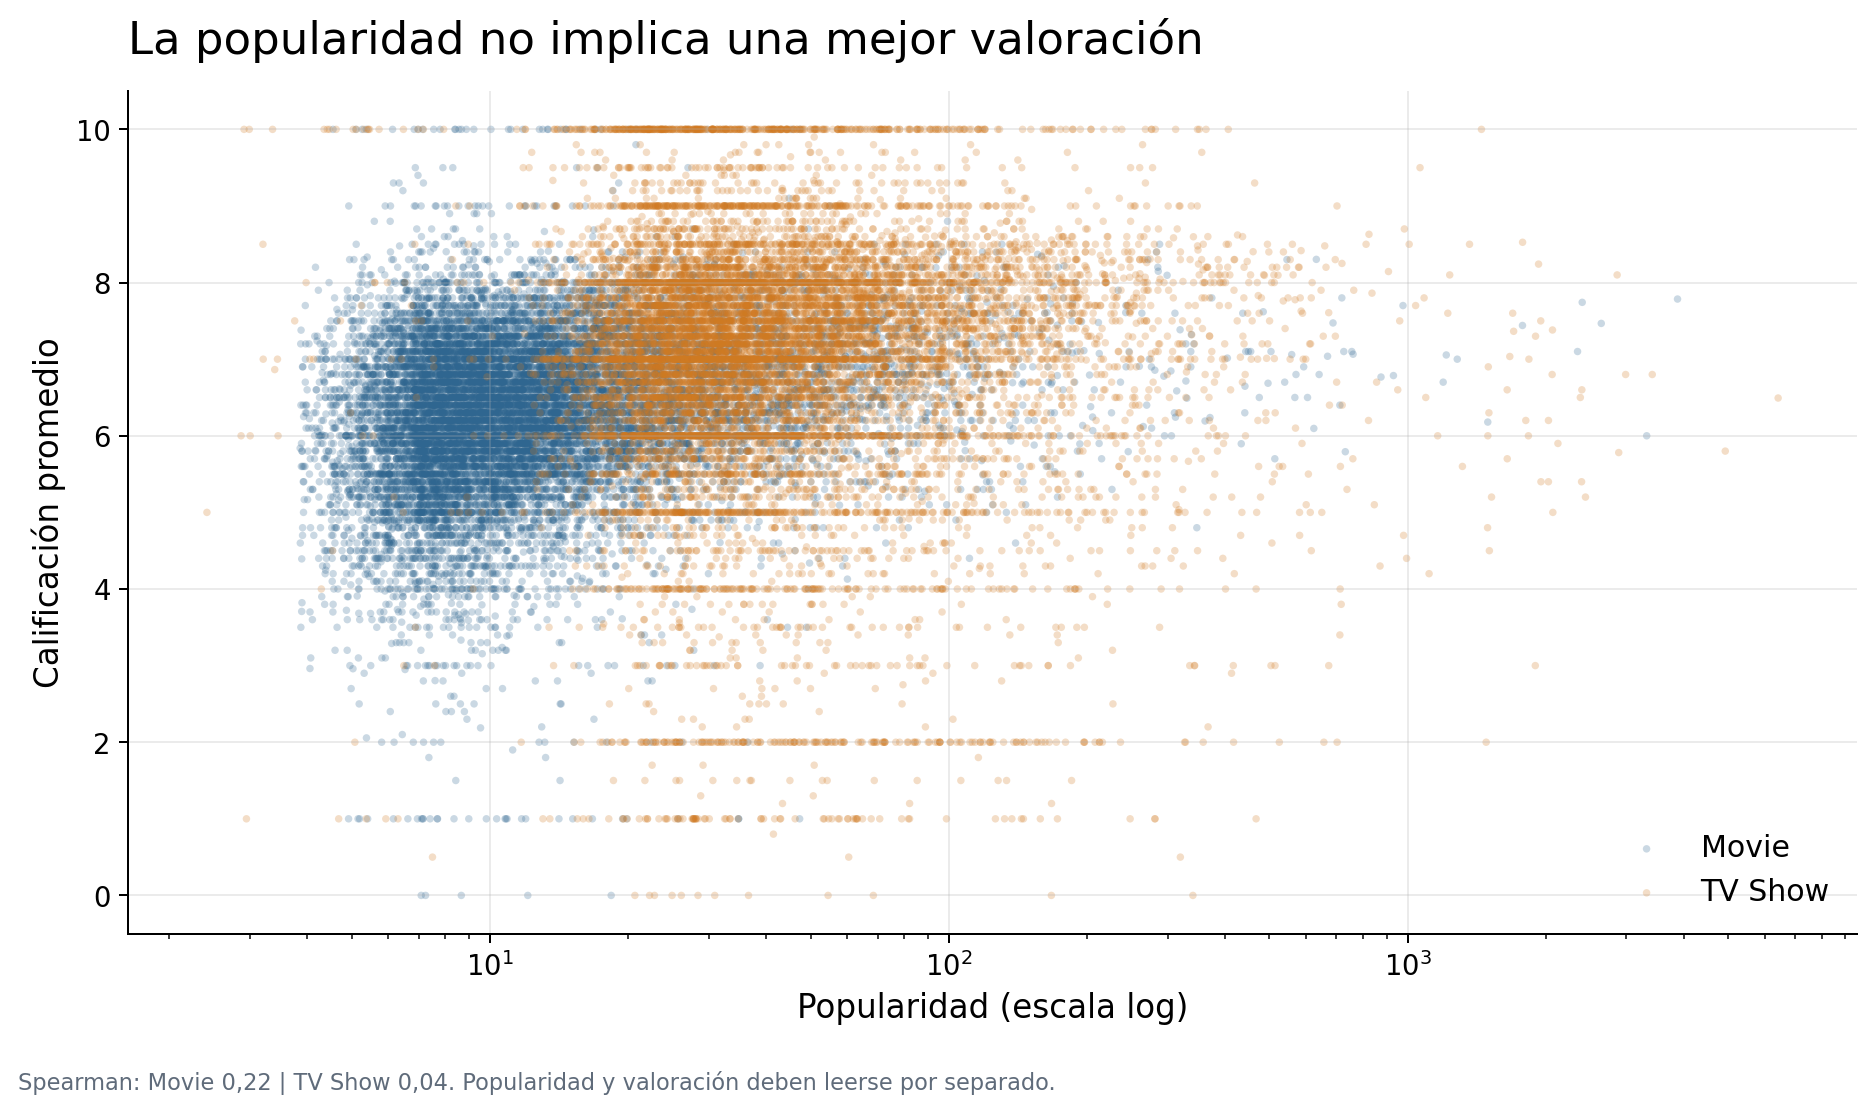 La popularidad no implica una mejor valoración
Calificación promedio
10
8
6
4
2
0
Movie
TV Show
10¹
10²
10³
Popularidad (escala log)
Spearman: Movie 0,22 | TV Show 0,04. Popularidad y valoración deben leerse por separado.